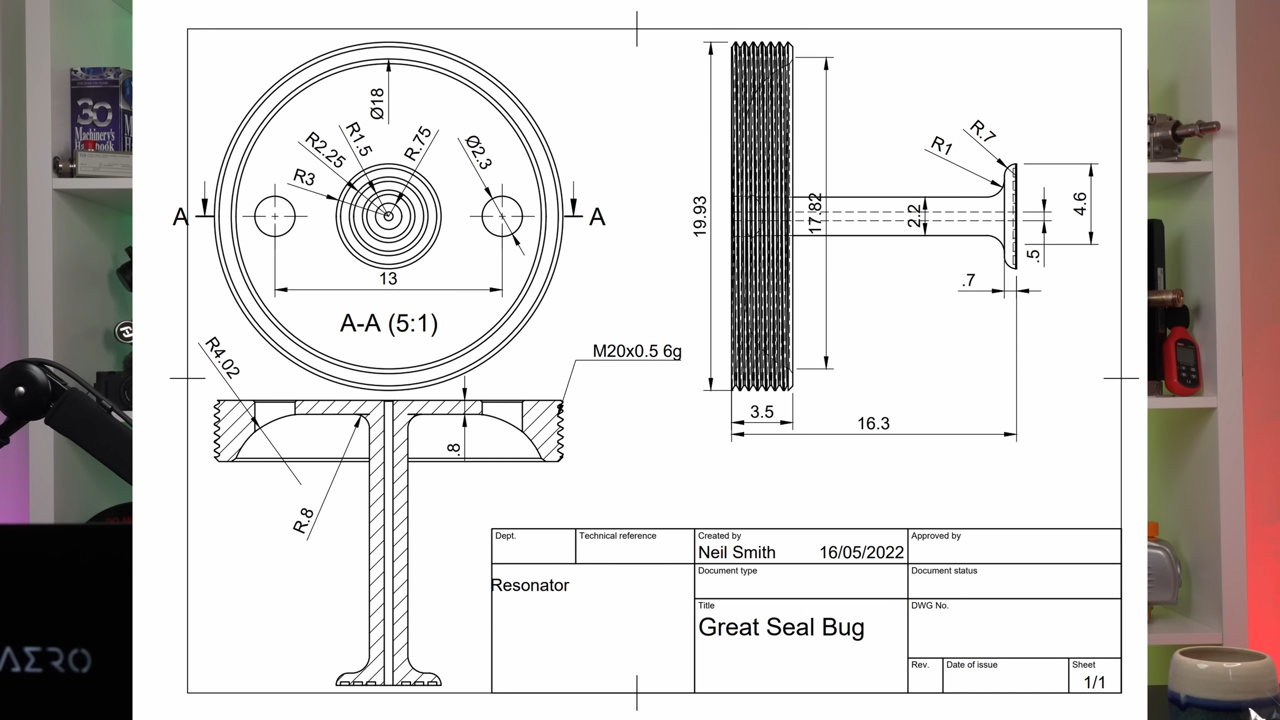 30
Machinery's
Handbook
Ø18
R1.5
R2.25
R.75
Ø2.3
R3
A
A
13
A-A (5:1)
R4.02
M20x0.5 6g
.8
R.8
19.93
17.82
2.2
R1
R.7
4.6
.5
.7
3.5
16.3
Dept.
Technical reference
Created by
Neil Smith 16/05/2022
Approved by
Resonator
Document type
Document status
Title
Great Seal Bug
DWG No.
Rev.
Date of issue
Sheet
1/1
AERO